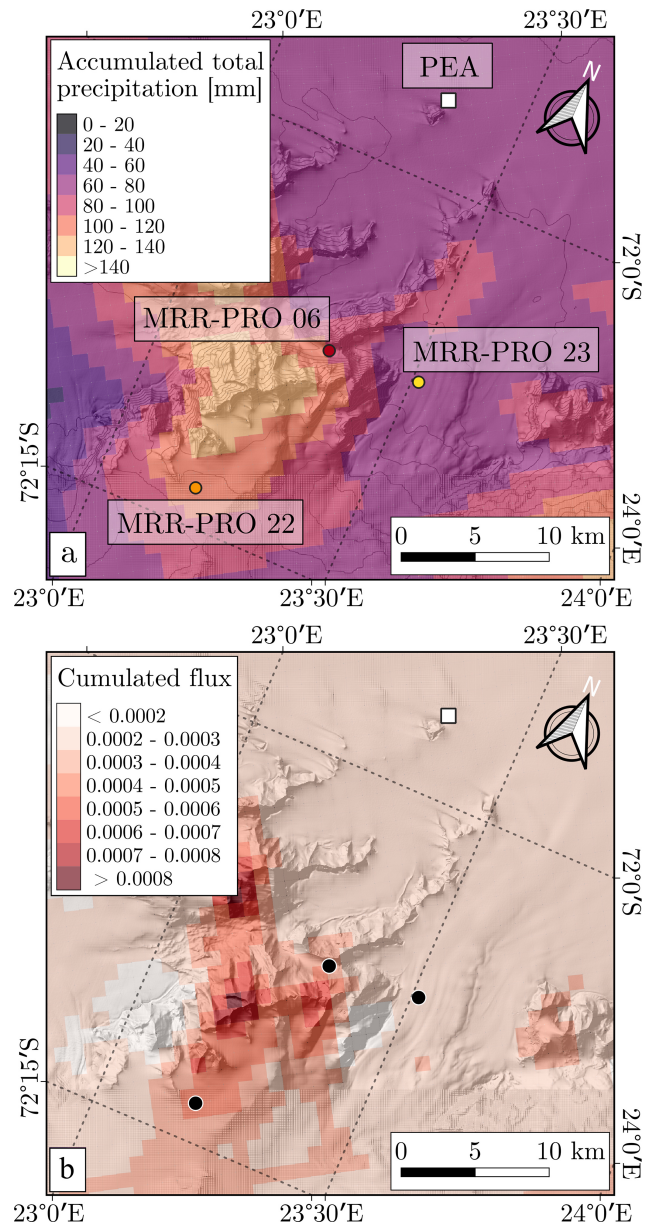 23°0′E 23°30′E
Accumulated total
precipitation [mm]
0 - 20
20 - 40
40 - 60
60 - 80
80 - 100
100 - 120
120 - 140
>140
PEA
N
72°0′S
MRR-PRO 06
MRR-PRO 23
72°15′S
MRR-PRO 22
24°0′E
0 5 10 km
a
23°0′E 23°30′E 24°0′E
23°0′E 23°30′E
Cumulated flux
< 0.0002
0.0002 - 0.0003
0.0003 - 0.0004
0.0004 - 0.0005
0.0005 - 0.0006
0.0006 - 0.0007
0.0007 - 0.0008
> 0.0008
N
72°0′S
72°15′S
24°0′E
0 5 10 km
b
23°0′E 23°30′E 24°0′E